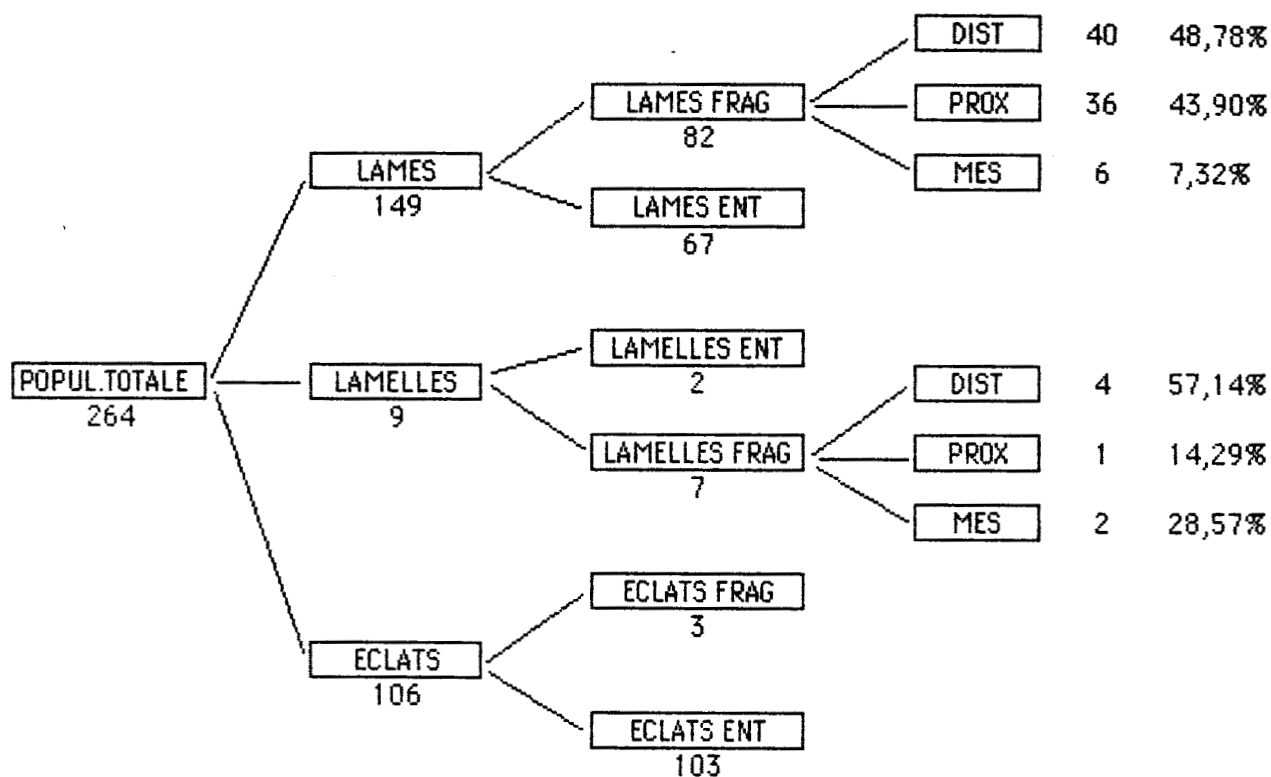 DIST 40 48,78%
LAMES FRAG PROX 36 43,90%
82
LAMES MES 6 7,32%
149
LAMES ENT
67
LAMELLES ENT
2
POPUL.TOTALE LAMELLES DIST 4 57,14%
264 9
LAMELLES FRAG PROX 1 14,29%
7
MES 2 28,57%
ECLATS FRAG
3
ECLATS
106
ECLATS ENT
103